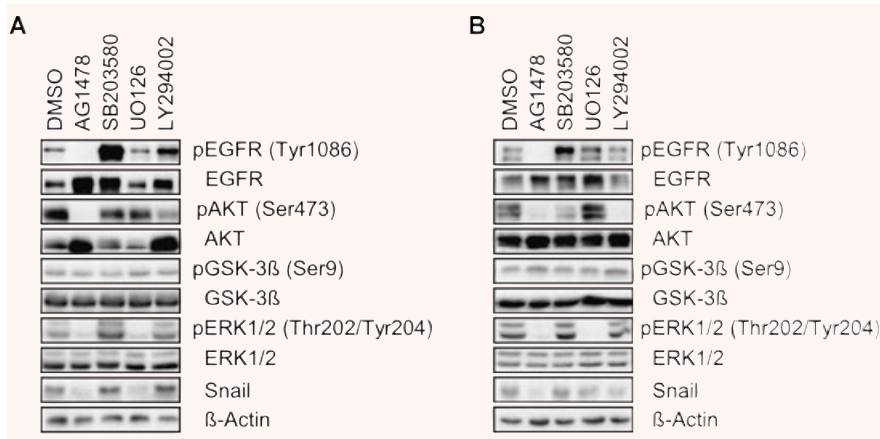 A
DMSO
AG1478
SB203580
UO126
LY294002
pEGFR (Tyr1086)
EGFR
pAKT (Ser473)
AKT
pGSK-3ß (Ser9)
GSK-3ß
pERK1/2 (Thr202/Tyr204)
ERK1/2
Snail
ß-Actin
B
DMSO
AG1478
SB203580
UO126
LY294002
pEGFR (Tyr1086)
EGFR
pAKT (Ser473)
AKT
pGSK-3ß (Ser9)
GSK-3ß
pERK1/2 (Thr202/Tyr204)
ERK1/2
Snail
ß-Actin